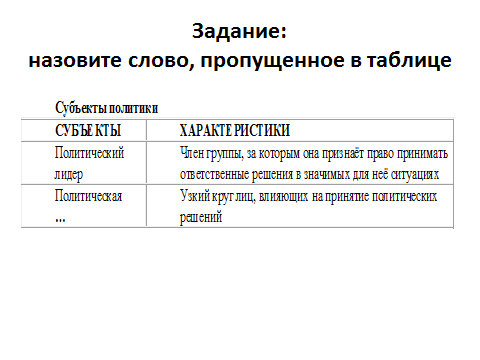 Задание:
назовите слово, пропущенное в таблице
Субъекты политики
СУБЪЕКТЫ ХАРАКТЕРИСТИКИ
Политический лидер Член группы, за которым она признаёт право принимать ответственные решения в значимых для неё ситуациях
Политическая ... Узкий круг лиц, влияющих на принятие политических решений